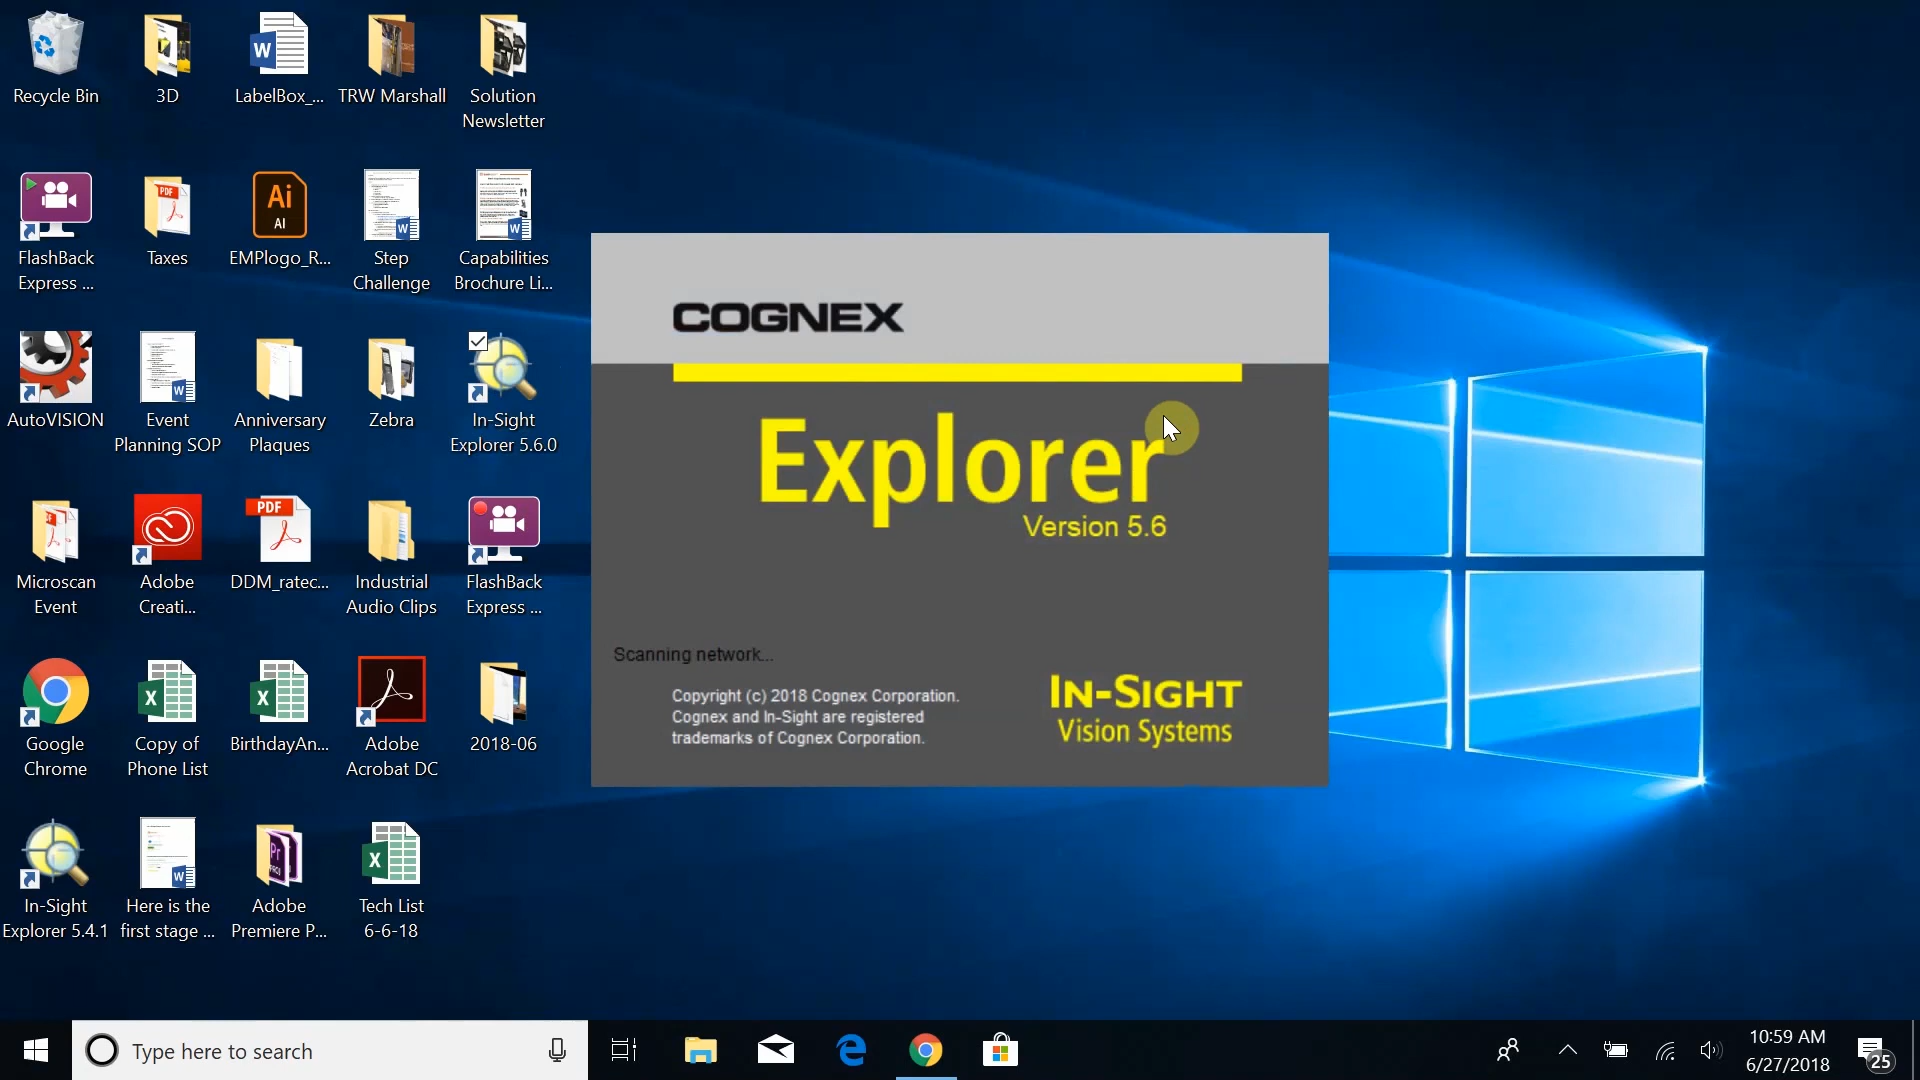 Recycle Bin
3D
LabelBox_...
TRW Marshall
Solution
Newsletter
FlashBack
Express ...
Taxes
EMPlogo_R...
Step
Challenge
Capabilities
Brochure Li...
AutoVISION
Event
Planning SOP
Anniversary
Plaques
Zebra
In-Sight
Explorer 5.6.0
Microscan
Event
Adobe
Creati...
DDM_ratec...
Industrial
Audio Clips
FlashBack
Express ...
Google
Chrome
Copy of
Phone List
BirthdayAn...
Adobe
Acrobat DC
2018-06
In-Sight
Explorer 5.4.1
Here is the
first stage ...
Adobe
Premiere P...
Tech List
6-6-18
PDF
Ai
AI
PDF
COGNEX
Explorer
Version 5.6
Scanning network...
Copyright (c) 2018 Cognex Corporation.
Cognex and In-Sight are registered
trademarks of Cognex Corporation.
IN-SIGHT
Vision Systems
Type here to search
10:59 AM
6/27/2018
25